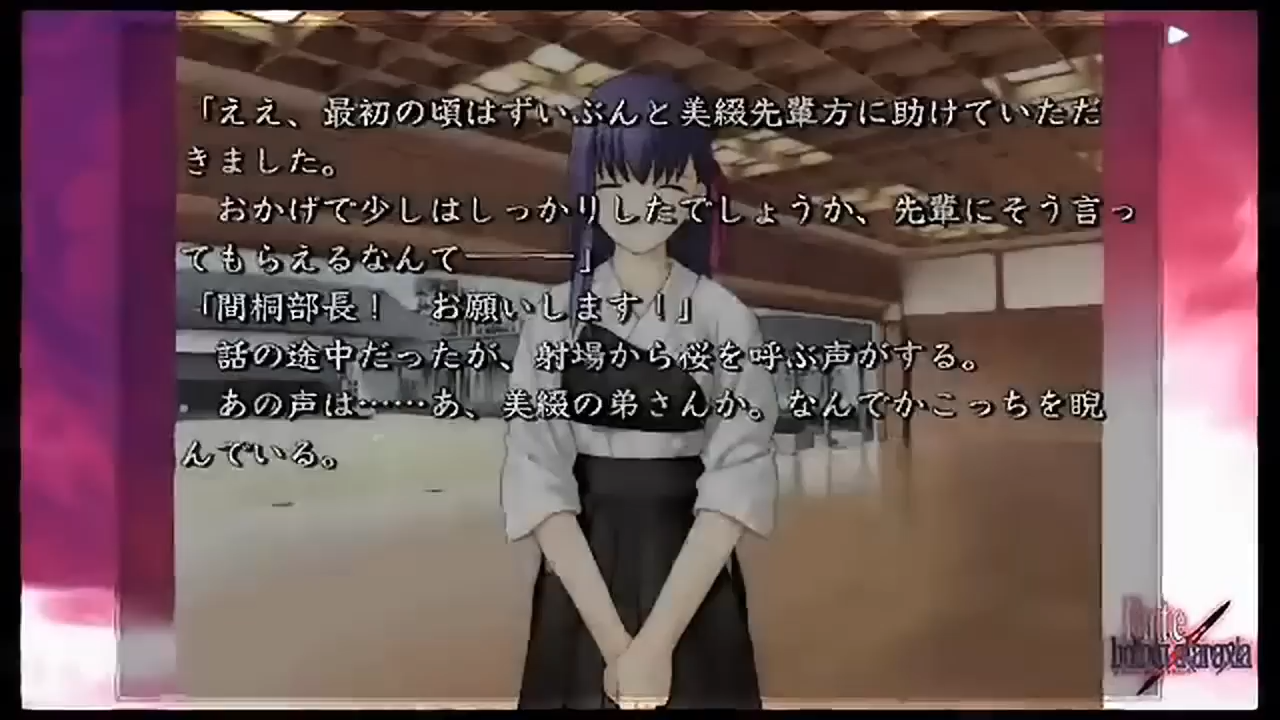 「ええ、最初の頃はずいぶんと美綴先輩方に助けていただ
きました。
　おかげで少しはしっかりしたでしょうか、先輩にそう言っ
てもらえるなんて―――」
「間桐部長！　お願いします！」
　話の途中だったが、射場から桜を呼ぶ声がする。
　あの声は……あ、美綴の弟さんか。なんでかこっちを睨
んでいる。
Fate
hollow ataraxia